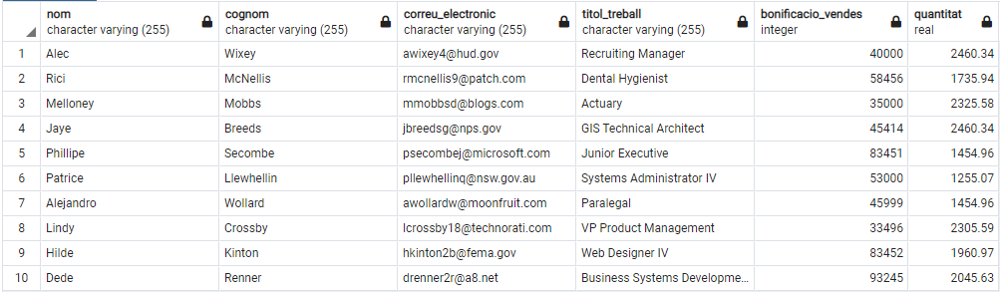 nom cognom correu_electronic titol_treball bonificacio_vendes quantitat
character varying (255) character varying (255) character varying (255) character varying (255) integer real
1 Alec Wixey awixey4@hud.gov Recruiting Manager 40000 2460.34
2 Rici McNellis rmcnellis9@patch.com Dental Hygienist 58456 1735.94
3 Melloney Mobbs mmobbsd@blogs.com Actuary 35000 2325.58
4 Jaye Breeds jbreedsg@nps.gov GIS Technical Architect 45414 2460.34
5 Phillipe Secombe psecombej@microsoft.com Junior Executive 83451 1454.96
6 Patrice Llewhellin pllewhellinq@nsw.gov.au Systems Administrator IV 53000 1255.07
7 Alejandro Wollard awollardw@moonfruit.com Paralegal 45999 1454.96
8 Lindy Crossby lcrossby18@technorati.com VP Product Management 33496 2305.59
9 Hilde Kinton hkinton2b@fema.gov Web Designer IV 83452 1960.97
10 Dede Renner drenner2r@a8.net Business Systems Developme... 93245 2045.63